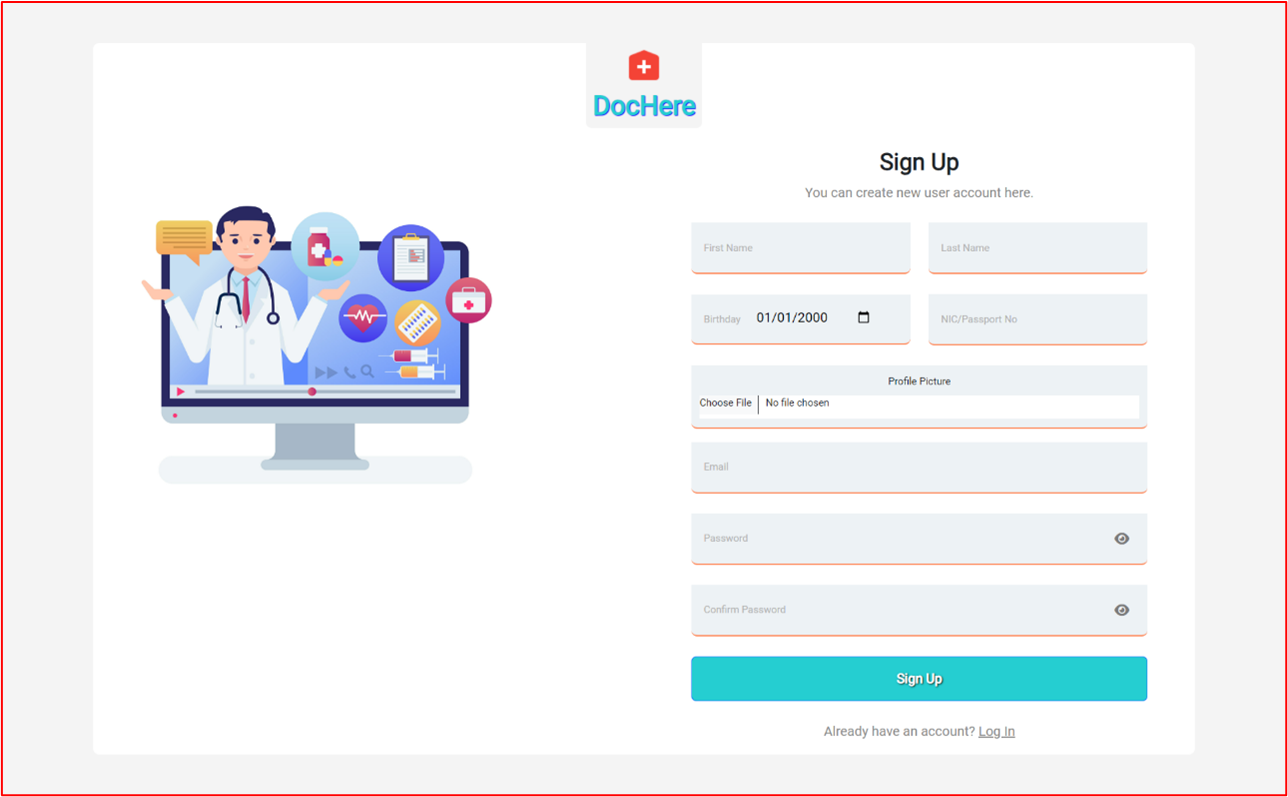 DocHere
Sign Up
You can create new user account here.
First Name
Last Name
Birthday 01/01/2000
NIC/Passport No
Profile Picture
Choose File No file chosen
Email
Password
Confirm Password
Sign Up
Already have an account? Log In